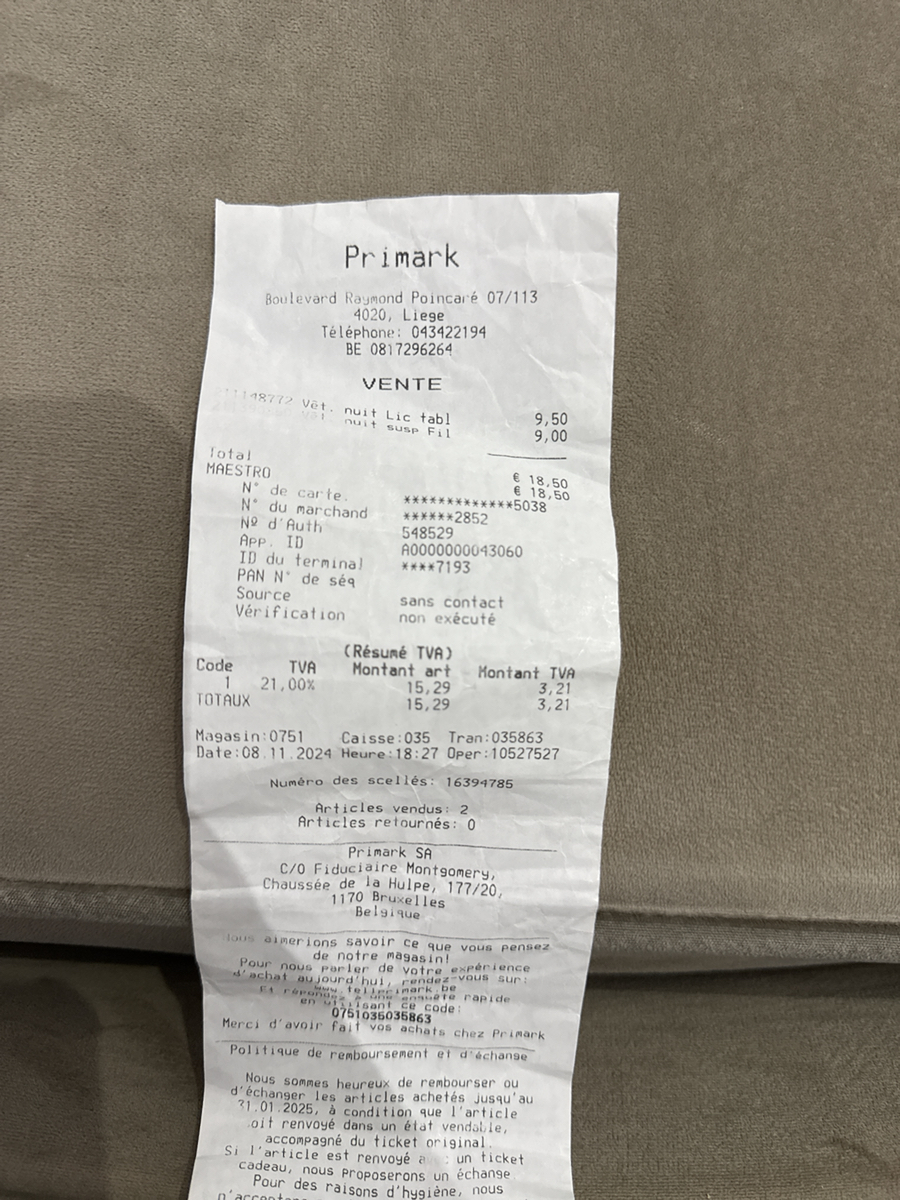 Primark
Boulevard Raymond Poincaré 07/113
4020, Liege
Téléphone: 043422194
BE 0817296264
VENTE
Vêt. nuit Lic tabl 9,50
nuit susp Fil 9,00
Total € 18,50
MAESTRO € 18,50
N° de carte. *************5038
N° du marchand ******2852
Nº d'Auth 548529
App. ID A0000000043060
ID du terminal ****7193
PAN N° de séq
Source sans contact
Vérification non exécuté
(Résumé TVA)
Code TVA Montant art Montant TVA
1 21,00% 15,29 3,21
TOTAUX 15,29 3,21
Magasin:0751 Caisse:035 Tran:035863
Date:08.11.2024 Heure:18:27 Oper:10527527
Numéro des scellés: 16394785
Articles vendus: 2
Articles retournés: 0
Primark SA
C/O Fiduciaire Montgomery,
Chaussée de la Hulpe, 177/20,
1170 Bruxelles
Belgique
aimerions savoir ce que vous pensez
de notre magasin!
Pour nous parler de votre expérience
d'achat aujourd'hui, rendez-vous sur:
www.tellprimark.be
Et répondez à une enquête rapide
en utilisant ce code:
0751035035863
Merci d'avoir fait vos achats chez Primark
Politique de remboursement et d'échange
Nous sommes heureux de rembourser ou
d'échanger les articles achetés jusqu'au
31.01.2025, à condition que l'article
soit renvoyé dans un état vendable,
accompagné du ticket original.
Si l'article est renvoyé un ticket
cadeau, nous proposerons un échange
Pour des raisons d'hygiène, nous